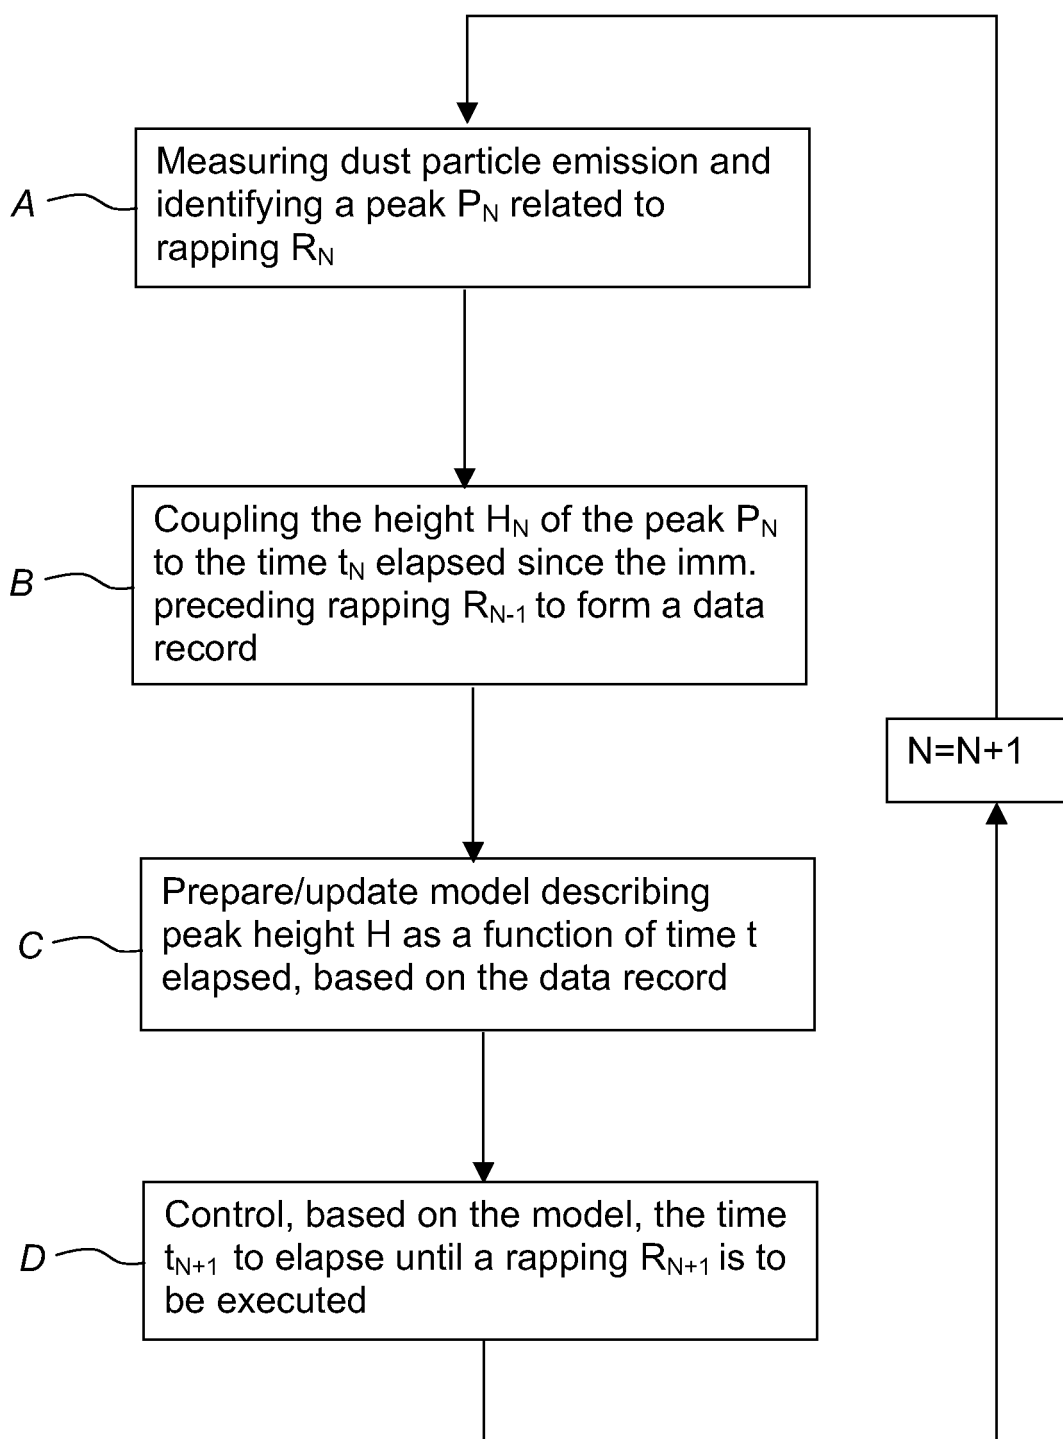 Measuring dust particle emission and
A
identifying a peak P_N related to
rapping R_N
Coupling the height H_N of the peak P_N
to the time t_N elapsed since the imm.
B
preceding rapping R_N-1 to form a data
record
N=N+1
Prepare/update model describing
C
peak height H as a function of time t
elapsed, based on the data record
Control, based on the model, the time
D
t_N+1 to elapse until a rapping R_N+1 is to
be executed